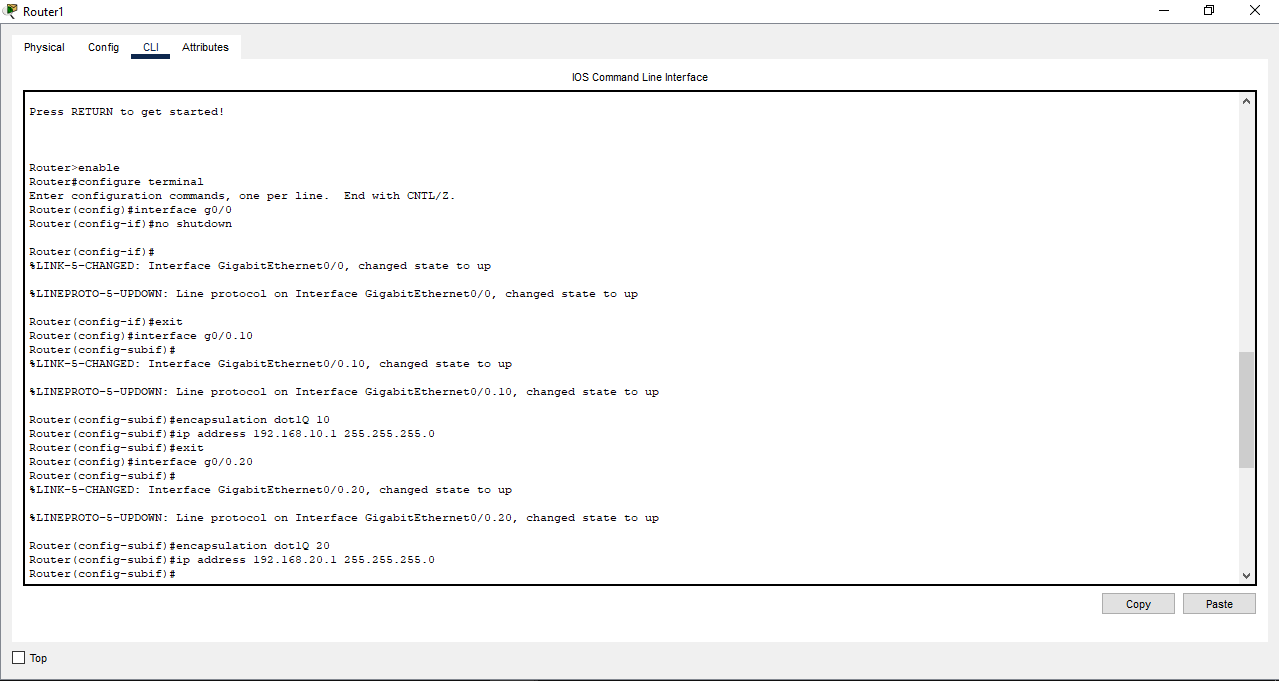 Router1
Physical Config CLI Attributes
IOS Command Line Interface
Press RETURN to get started!
Router>enable
Router#configure terminal
Enter configuration commands, one per line.  End with CNTL/Z.
Router(config)#interface g0/0
Router(config-if)#no shutdown
Router(config-if)#
%LINK-5-CHANGED: Interface GigabitEthernet0/0, changed state to up
%LINEPROTO-5-UPDOWN: Line protocol on Interface GigabitEthernet0/0, changed state to up
Router(config-if)#exit
Router(config)#interface g0/0.10
Router(config-subif)#
%LINK-5-CHANGED: Interface GigabitEthernet0/0.10, changed state to up
%LINEPROTO-5-UPDOWN: Line protocol on Interface GigabitEthernet0/0.10, changed state to up
Router(config-subif)#encapsulation dot1Q 10
Router(config-subif)#ip address 192.168.10.1 255.255.255.0
Router(config-subif)#exit
Router(config)#interface g0/0.20
Router(config-subif)#
%LINK-5-CHANGED: Interface GigabitEthernet0/0.20, changed state to up
%LINEPROTO-5-UPDOWN: Line protocol on Interface GigabitEthernet0/0.20, changed state to up
Router(config-subif)#encapsulation dot1Q 20
Router(config-subif)#ip address 192.168.20.1 255.255.255.0
Router(config-subif)#
Copy Paste
Top